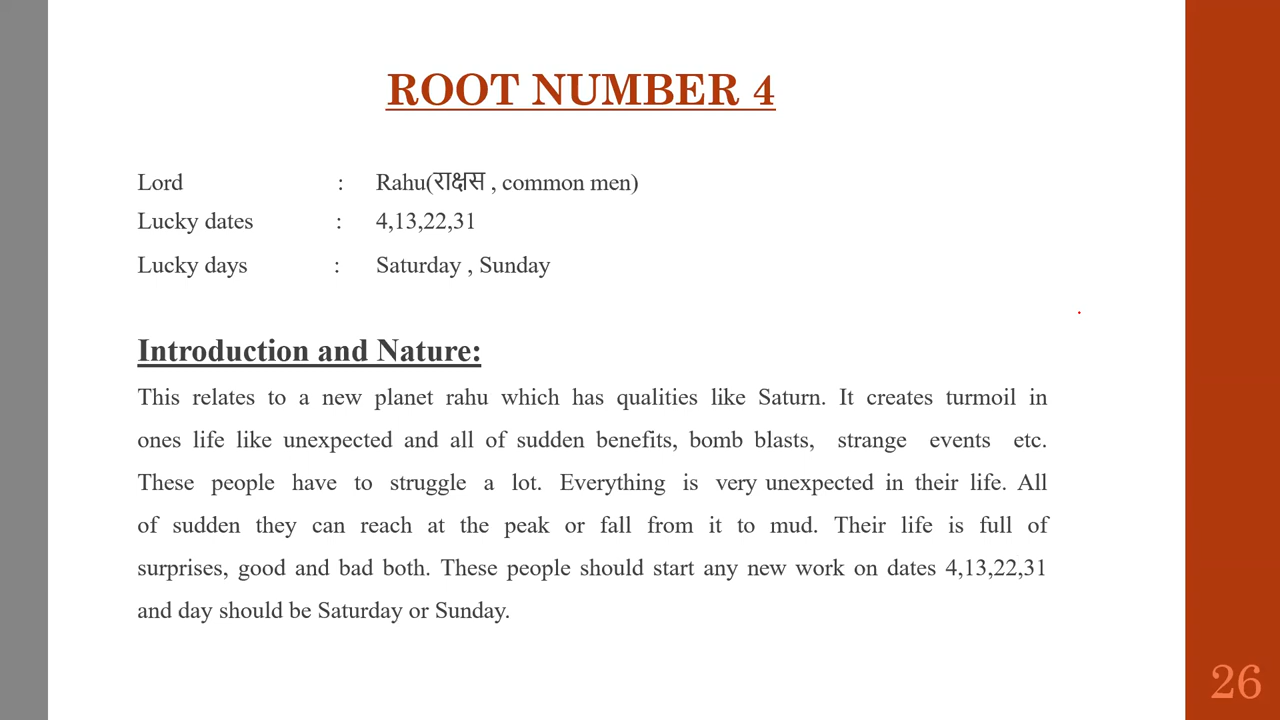 ROOT NUMBER 4
Lord : Rahu(राक्षस , common men)
Lucky dates : 4,13,22,31
Lucky days : Saturday , Sunday
Introduction and Nature:
This relates to a new planet rahu which has qualities like Saturn. It creates turmoil in
ones life like unexpected and all of sudden benefits, bomb blasts, strange events etc.
These people have to struggle a lot. Everything is very unexpected in their life. All
of sudden they can reach at the peak or fall from it to mud. Their life is full of
surprises, good and bad both. These people should start any new work on dates 4,13,22,31
and day should be Saturday or Sunday.
26